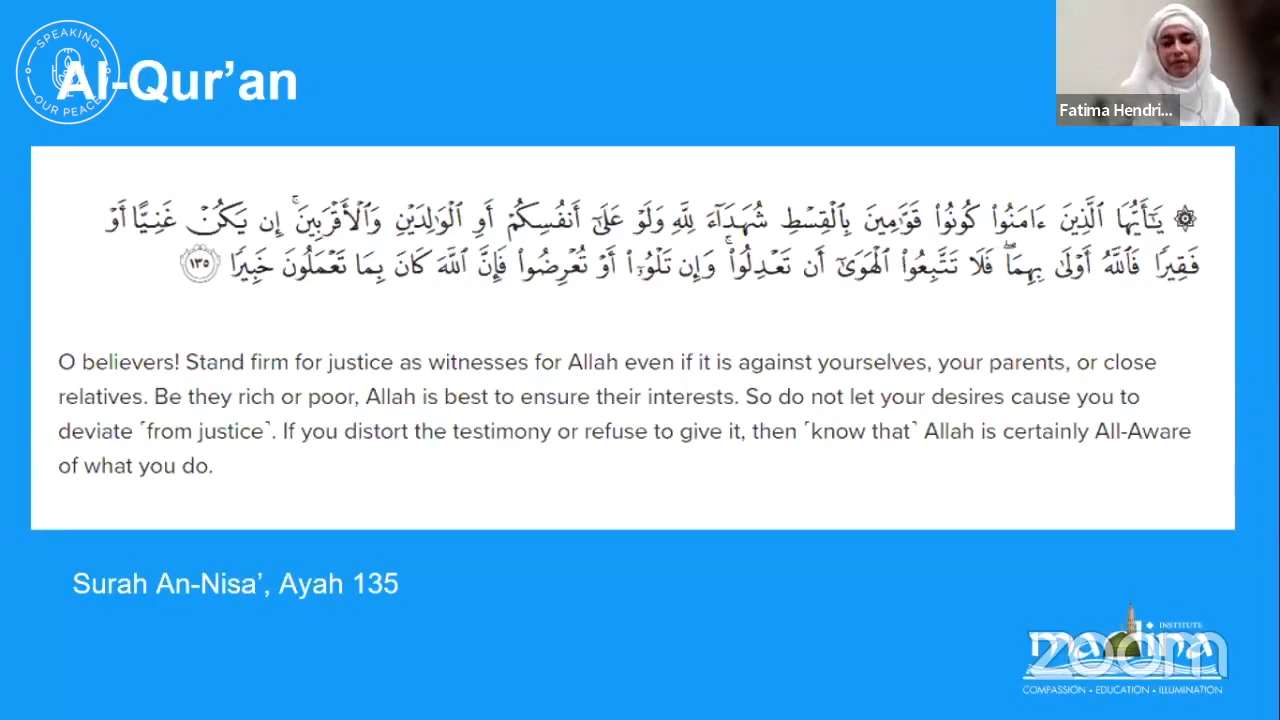 SPEAKING
OUR PEACE
Al-Qur’an
Fatima Hendri...
۞ يَـٰٓأَيُّهَا ٱلَّذِينَ ءَامَنُوا۟ كُونُوا۟ قَوَّٰمِينَ بِٱلْقِسْطِ شُهَدَآءَ لِلَّهِ وَلَوْ عَلَىٰٓ أَنفُسِكُمْ أَوِ ٱلْوَٰلِدَيْنِ وَٱلْأَقْرَبِينَ ۚ إِن يَكُنْ غَنِيًّا أَوْ
فَقِيرًا فَٱللَّهُ أَوْلَىٰ بِهِمَا ۖ فَلَا تَتَّبِعُوا۟ ٱلْهَوَىٰٓ أَن تَعْدِلُوا۟ ۚ وَإِن تَلْوُۥٓا۟ أَوْ تُعْرِضُوا۟ فَإِنَّ ٱللَّهَ كَانَ بِمَا تَعْمَلُونَ خَبِيرًا ١٣٥
O believers! Stand firm for justice as witnesses for Allah even if it is against yourselves, your parents, or close
relatives. Be they rich or poor, Allah is best to ensure their interests. So do not let your desires cause you to
deviate ˹from justice˺. If you distort the testimony or refuse to give it, then ˹know that˺ Allah is certainly All-Aware
of what you do.
Surah An-Nisa’, Ayah 135
INSTITUTE
madina
zoom
COMPASSION • EDUCATION • ILLUMINATION